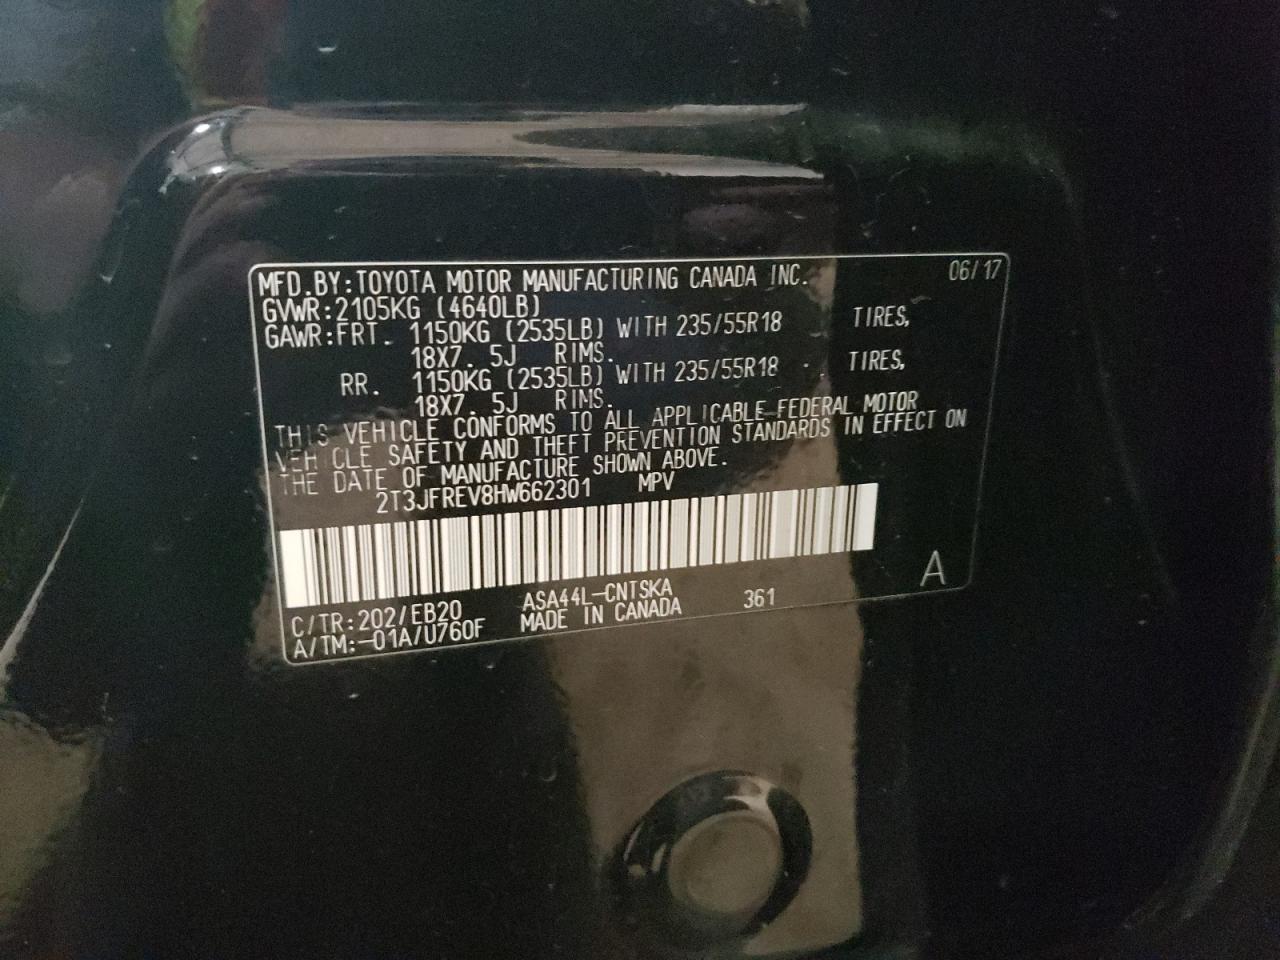 MFD.BY:TOYOTA MOTOR MANUFACTURING CANADA INC. 06/17
GVWR:2105KG (4640LB)
GAWR:FRT. 1150KG (2535LB) WITH 235/55R18 TIRES,
18X7.5J RIMS.
RR. 1150KG (2535LB) WITH 235/55R18 TIRES,
18X7.5J RIMS.
THIS VEHICLE CONFORMS TO ALL APPLICABLE FEDERAL MOTOR
VEHICLE SAFETY AND THEFT PREVENTION STANDARDS IN EFFECT ON
THE DATE OF MANUFACTURE SHOWN ABOVE.
2T3JFREV8HW662301 MPV
A
C/TR:202/EB20 ASA44L-CNTSKA 361
A/TM:-01A/U760F MADE IN CANADA